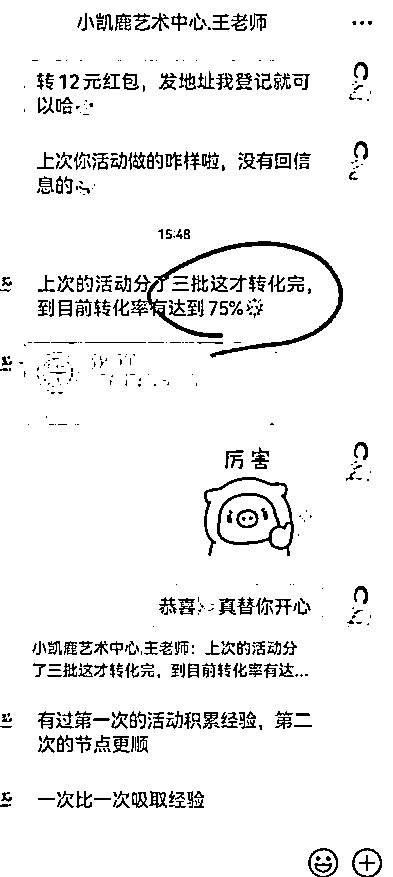 小凯鹿艺术中心.王老师
转12元红包，发地址我登记就可
以哈
上次你活动做的咋样啦，没有回信
息的
15:48
上次的活动分了三批这才转化完，
到目前转化率有达到75%
厉害
恭喜 真替你开心
小凯鹿艺术中心.王老师：上次的活动分
了三批这才转化完，到目前转化率有达...
有过第一次的活动积累经验，第二
次的节点更顺
一次比一次吸取经验